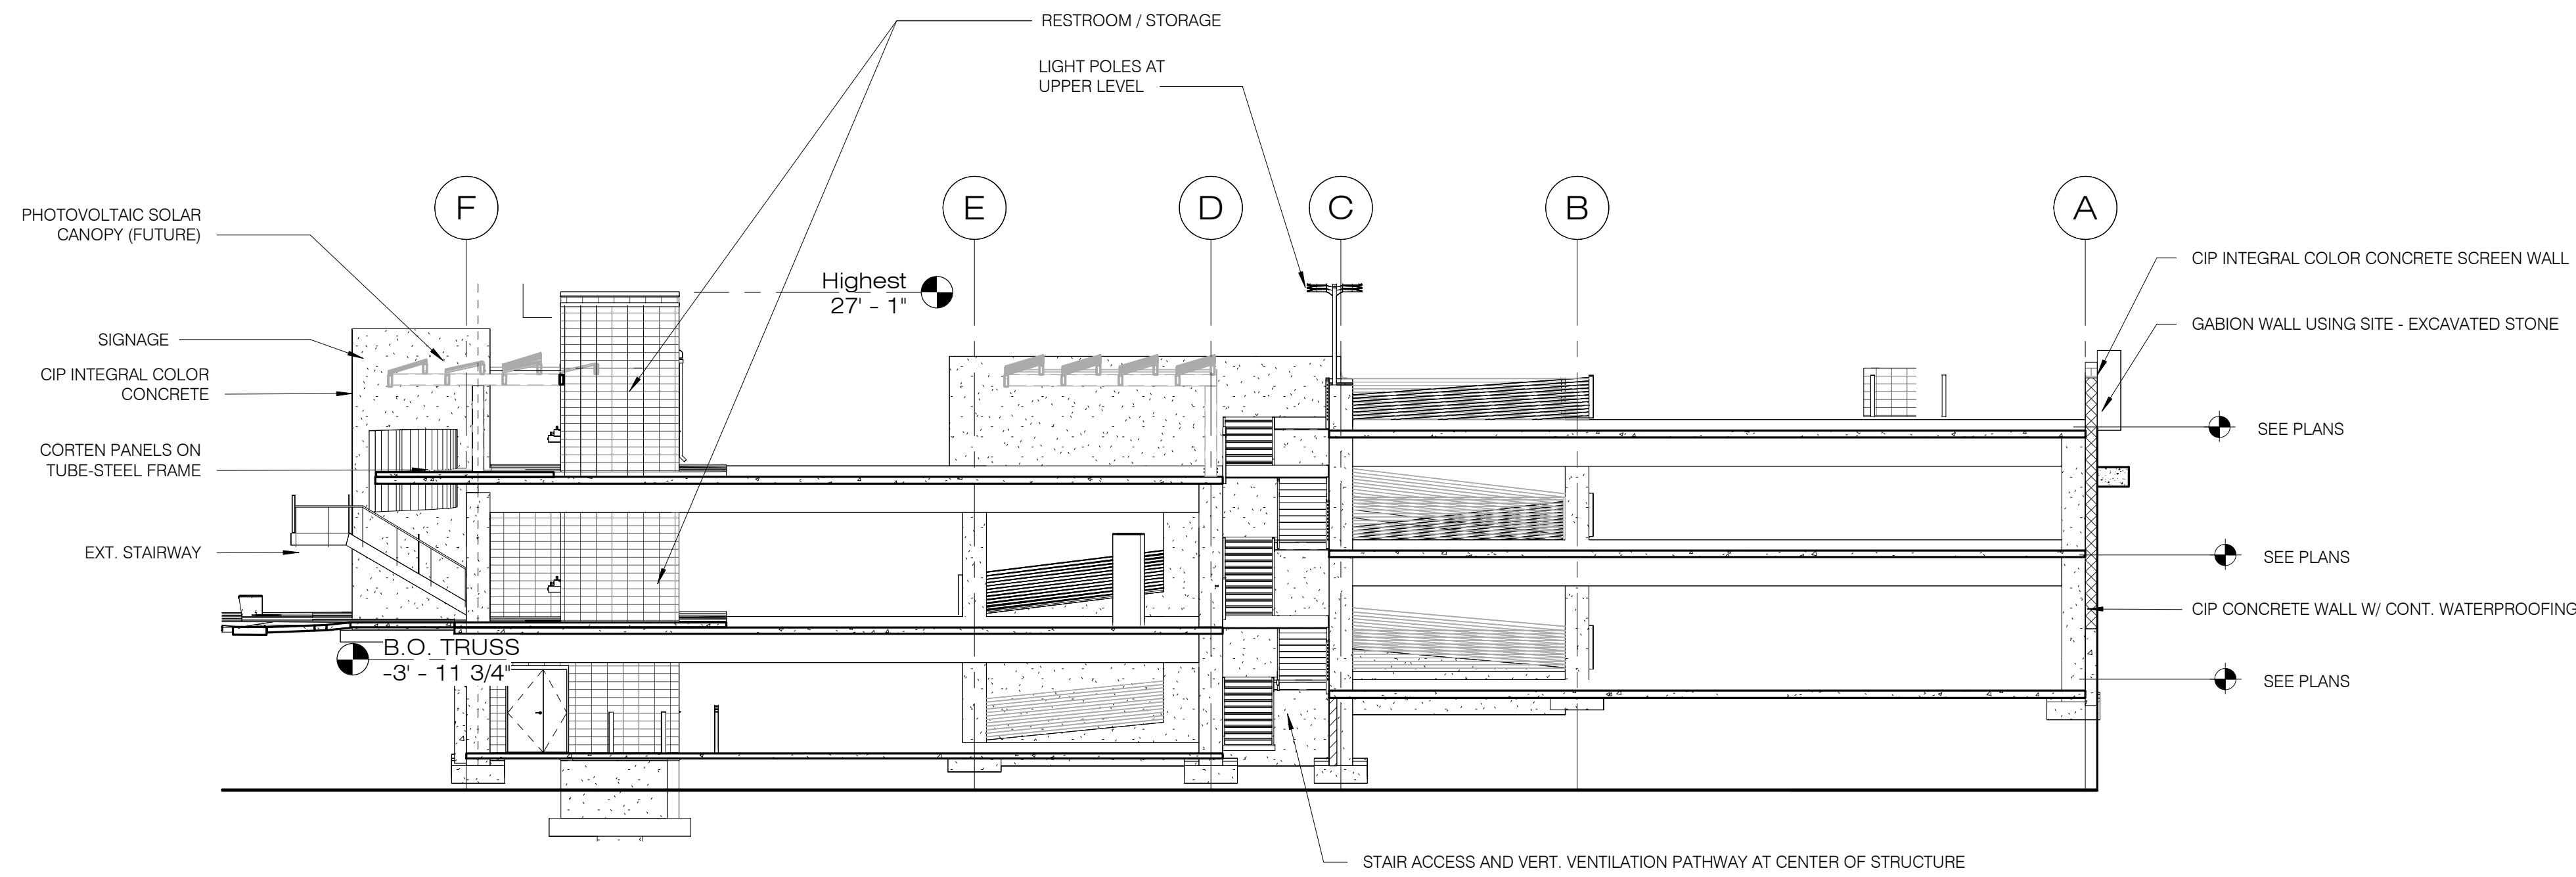 RESTROOM / STORAGE
LIGHT POLES AT
UPPER LEVEL
F
E
D
C
B
A
PHOTOVOLTAIC SOLAR
CANOPY (FUTURE)
CIP INTEGRAL COLOR CONCRETE SCREEN WALL
Highest
27' - 1"
GABION WALL USING SITE - EXCAVATED STONE
SIGNAGE
CIP INTEGRAL COLOR
CONCRETE
SEE PLANS
CORTEN PANELS ON
TUBE-STEEL FRAME
EXT. STAIRWAY
SEE PLANS
CIP CONCRETE WALL W/ CONT. WATERPROOFING
B.O. TRUSS
-3' - 11 3/4"
SEE PLANS
STAIR ACCESS AND VERT. VENTILATION PATHWAY AT CENTER OF STRUCTURE